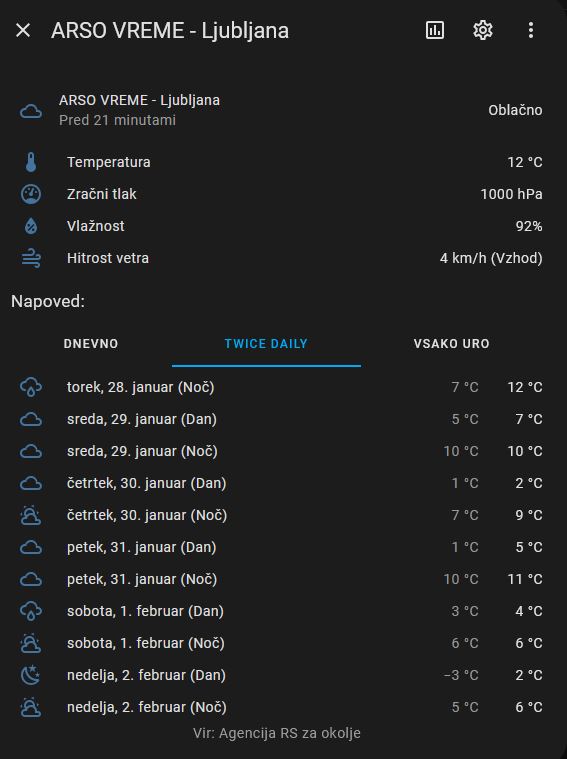 ARSO VREME - Ljubljana
ARSO VREME - Ljubljana
Pred 21 minutami
Oblačno
Temperatura 12 °C
Zračni tlak 1000 hPa
Vlažnost 92%
Hitrost vetra 4 km/h (Vzhod)
Napoved:
DNEVNO TWICE DAILY VSAKO URO
torek, 28. januar (Noč) 7 °C 12 °C
sreda, 29. januar (Dan) 5 °C 7 °C
sreda, 29. januar (Noč) 10 °C 10 °C
četrtek, 30. januar (Dan) 1 °C 2 °C
četrtek, 30. januar (Noč) 7 °C 9 °C
petek, 31. januar (Dan) 1 °C 5 °C
petek, 31. januar (Noč) 10 °C 11 °C
sobota, 1. februar (Dan) 3 °C 4 °C
sobota, 1. februar (Noč) 6 °C 6 °C
nedelja, 2. februar (Dan) −3 °C 2 °C
nedelja, 2. februar (Noč) 5 °C 6 °C
Vir: Agencija RS za okolje